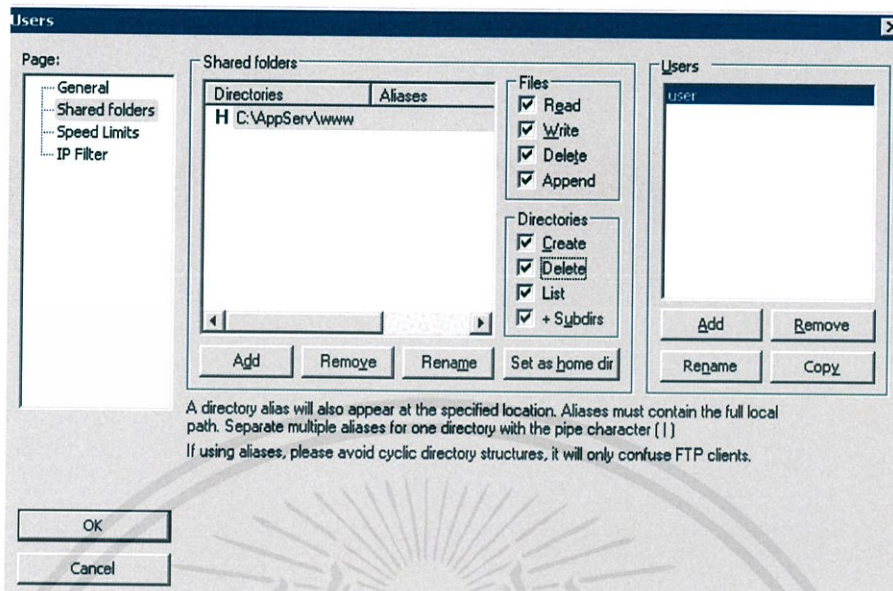 Users
Page:
General
Shared folders
Speed Limits
IP Filter
Shared folders
Directories Aliases
H C:\AppServ\www
Add Remove Rename Set as home dir
Files
Read
Write
Delete
Append
Directories
Create
Delete
List
+ Subdirs
Users
user
Add Remove
Rename Copy
A directory alias will also appear at the specified location. Aliases must contain the full local
path. Separate multiple aliases for one directory with the pipe character ( | )
If using aliases, please avoid cyclic directory structures, it will only confuse FTP clients.
OK
Cancel